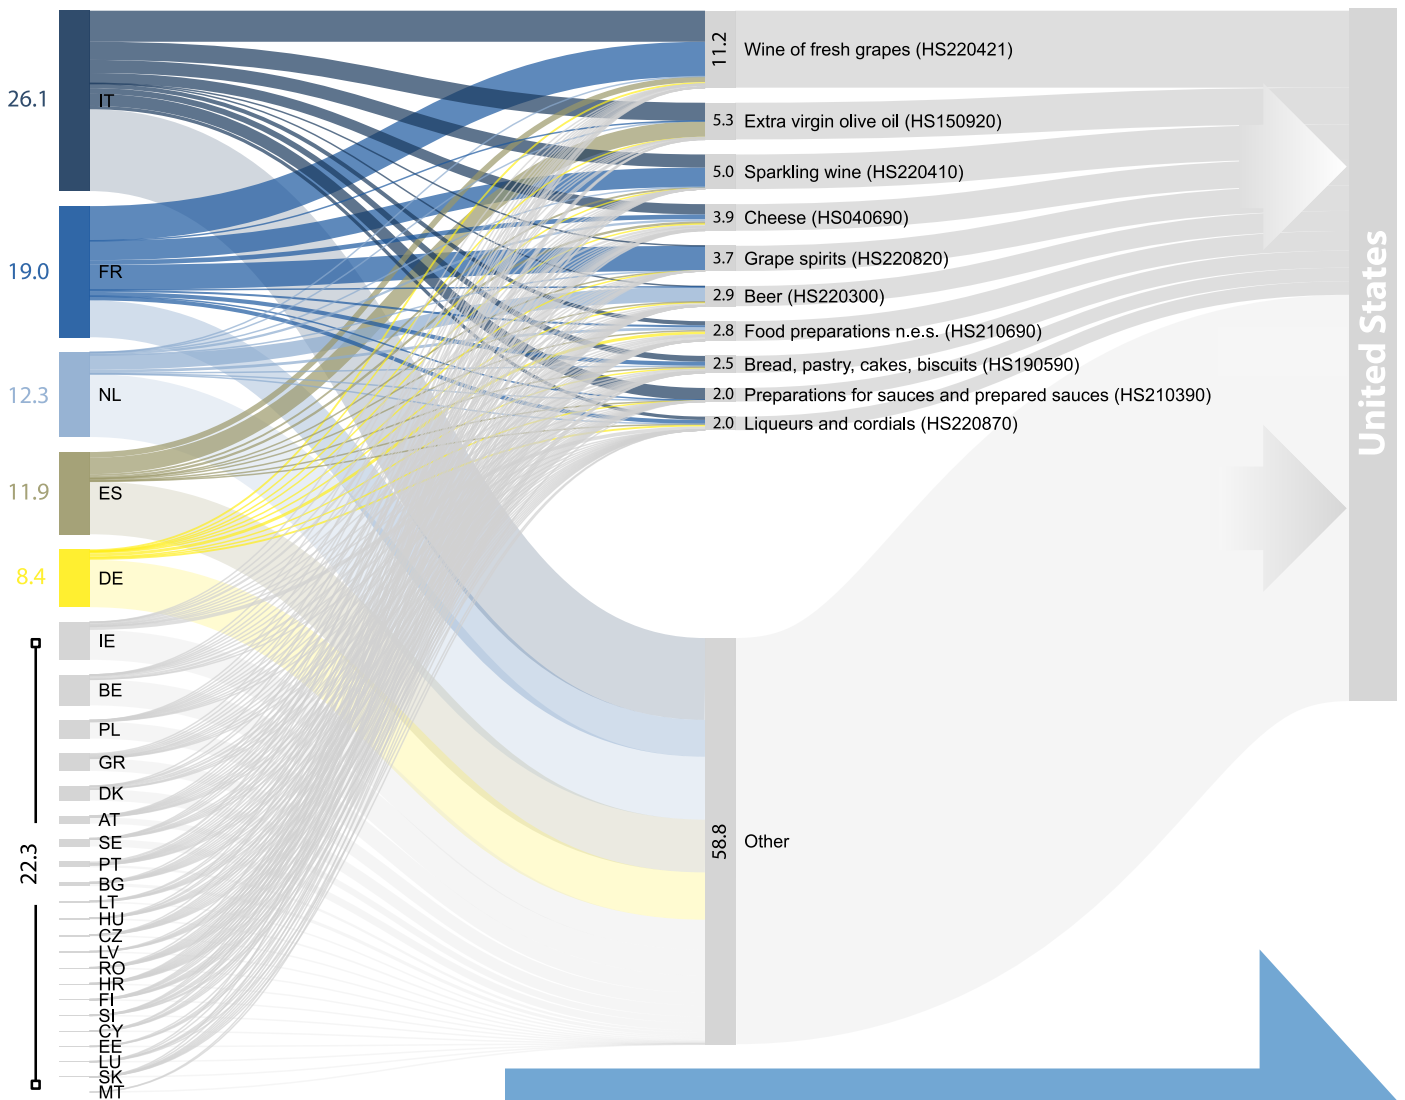 26.1
IT
19.0
FR
12.3
NL
11.9
ES
8.4
DE
22.3
IE
BE
PL
GR
DK
AT
SE
PT
BG
LT
HU
CZ
LV
RO
HR
FI
SI
CY
EE
LU
SK
MT
11.2 Wine of fresh grapes (HS220421)
5.3 Extra virgin olive oil (HS150920)
5.0 Sparkling wine (HS220410)
3.9 Cheese (HS040690)
3.7 Grape spirits (HS220820)
2.9 Beer (HS220300)
2.8 Food preparations n.e.s. (HS210690)
2.5 Bread, pastry, cakes, biscuits (HS190590)
2.0 Preparations for sauces and prepared sauces (HS210390)
2.0 Liqueurs and cordials (HS220870)
58.8 Other
United States